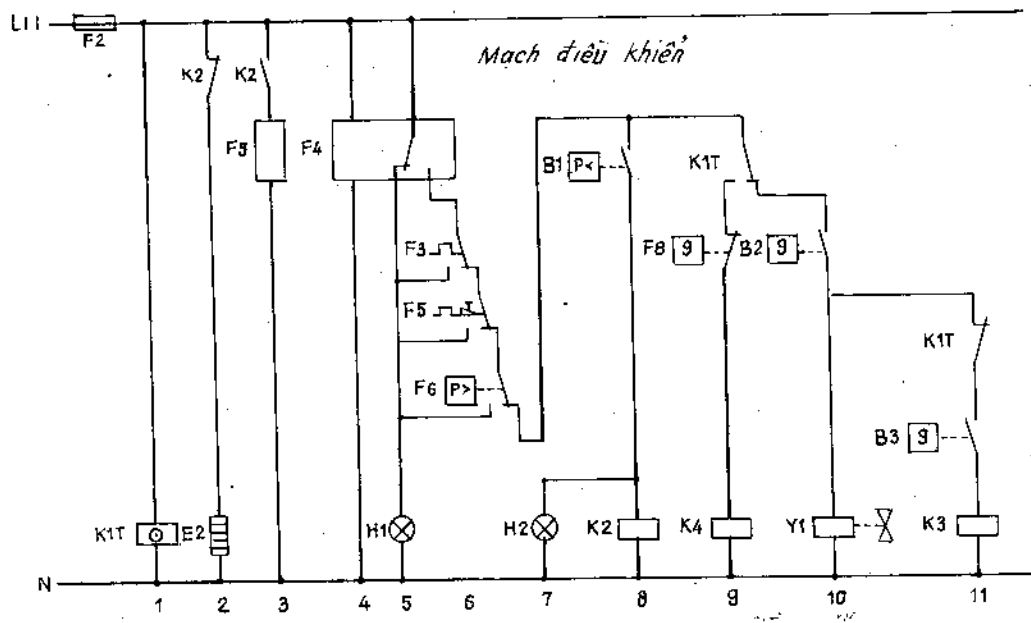 L11
F2
Mạch điều khiển
K2
K2
F5
F4
B1
P<
K1T
F3
F8
θ
B2
θ
F5
K1T
F6
P>
B3
θ
K1T
E2
H1
H2
K2
K4
Y1
K3
N
1 2 3 4 5 6 7 8 9 10 11